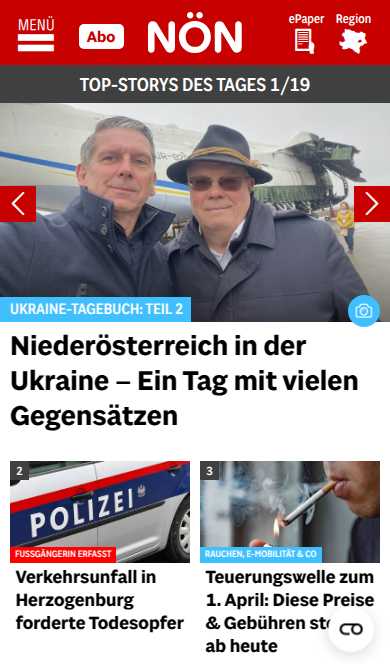 MENÜ
Abo
NÖN
ePaper
Region
TOP-STORYS DES TAGES 1/19
UKRAINE-TAGEBUCH: TEIL 2
Niederösterreich in der
Ukraine – Ein Tag mit vielen
Gegensätzen
2
POLIZEI
FUSSGÄNGERIN ERFASST
Verkehrsunfall in
Herzogenburg
forderte Todesopfer
3
RAUCHEN, E-MOBILITÄT & CO
Teuerungswelle zum
1. April: Diese Preise
& Gebühren
ab heute